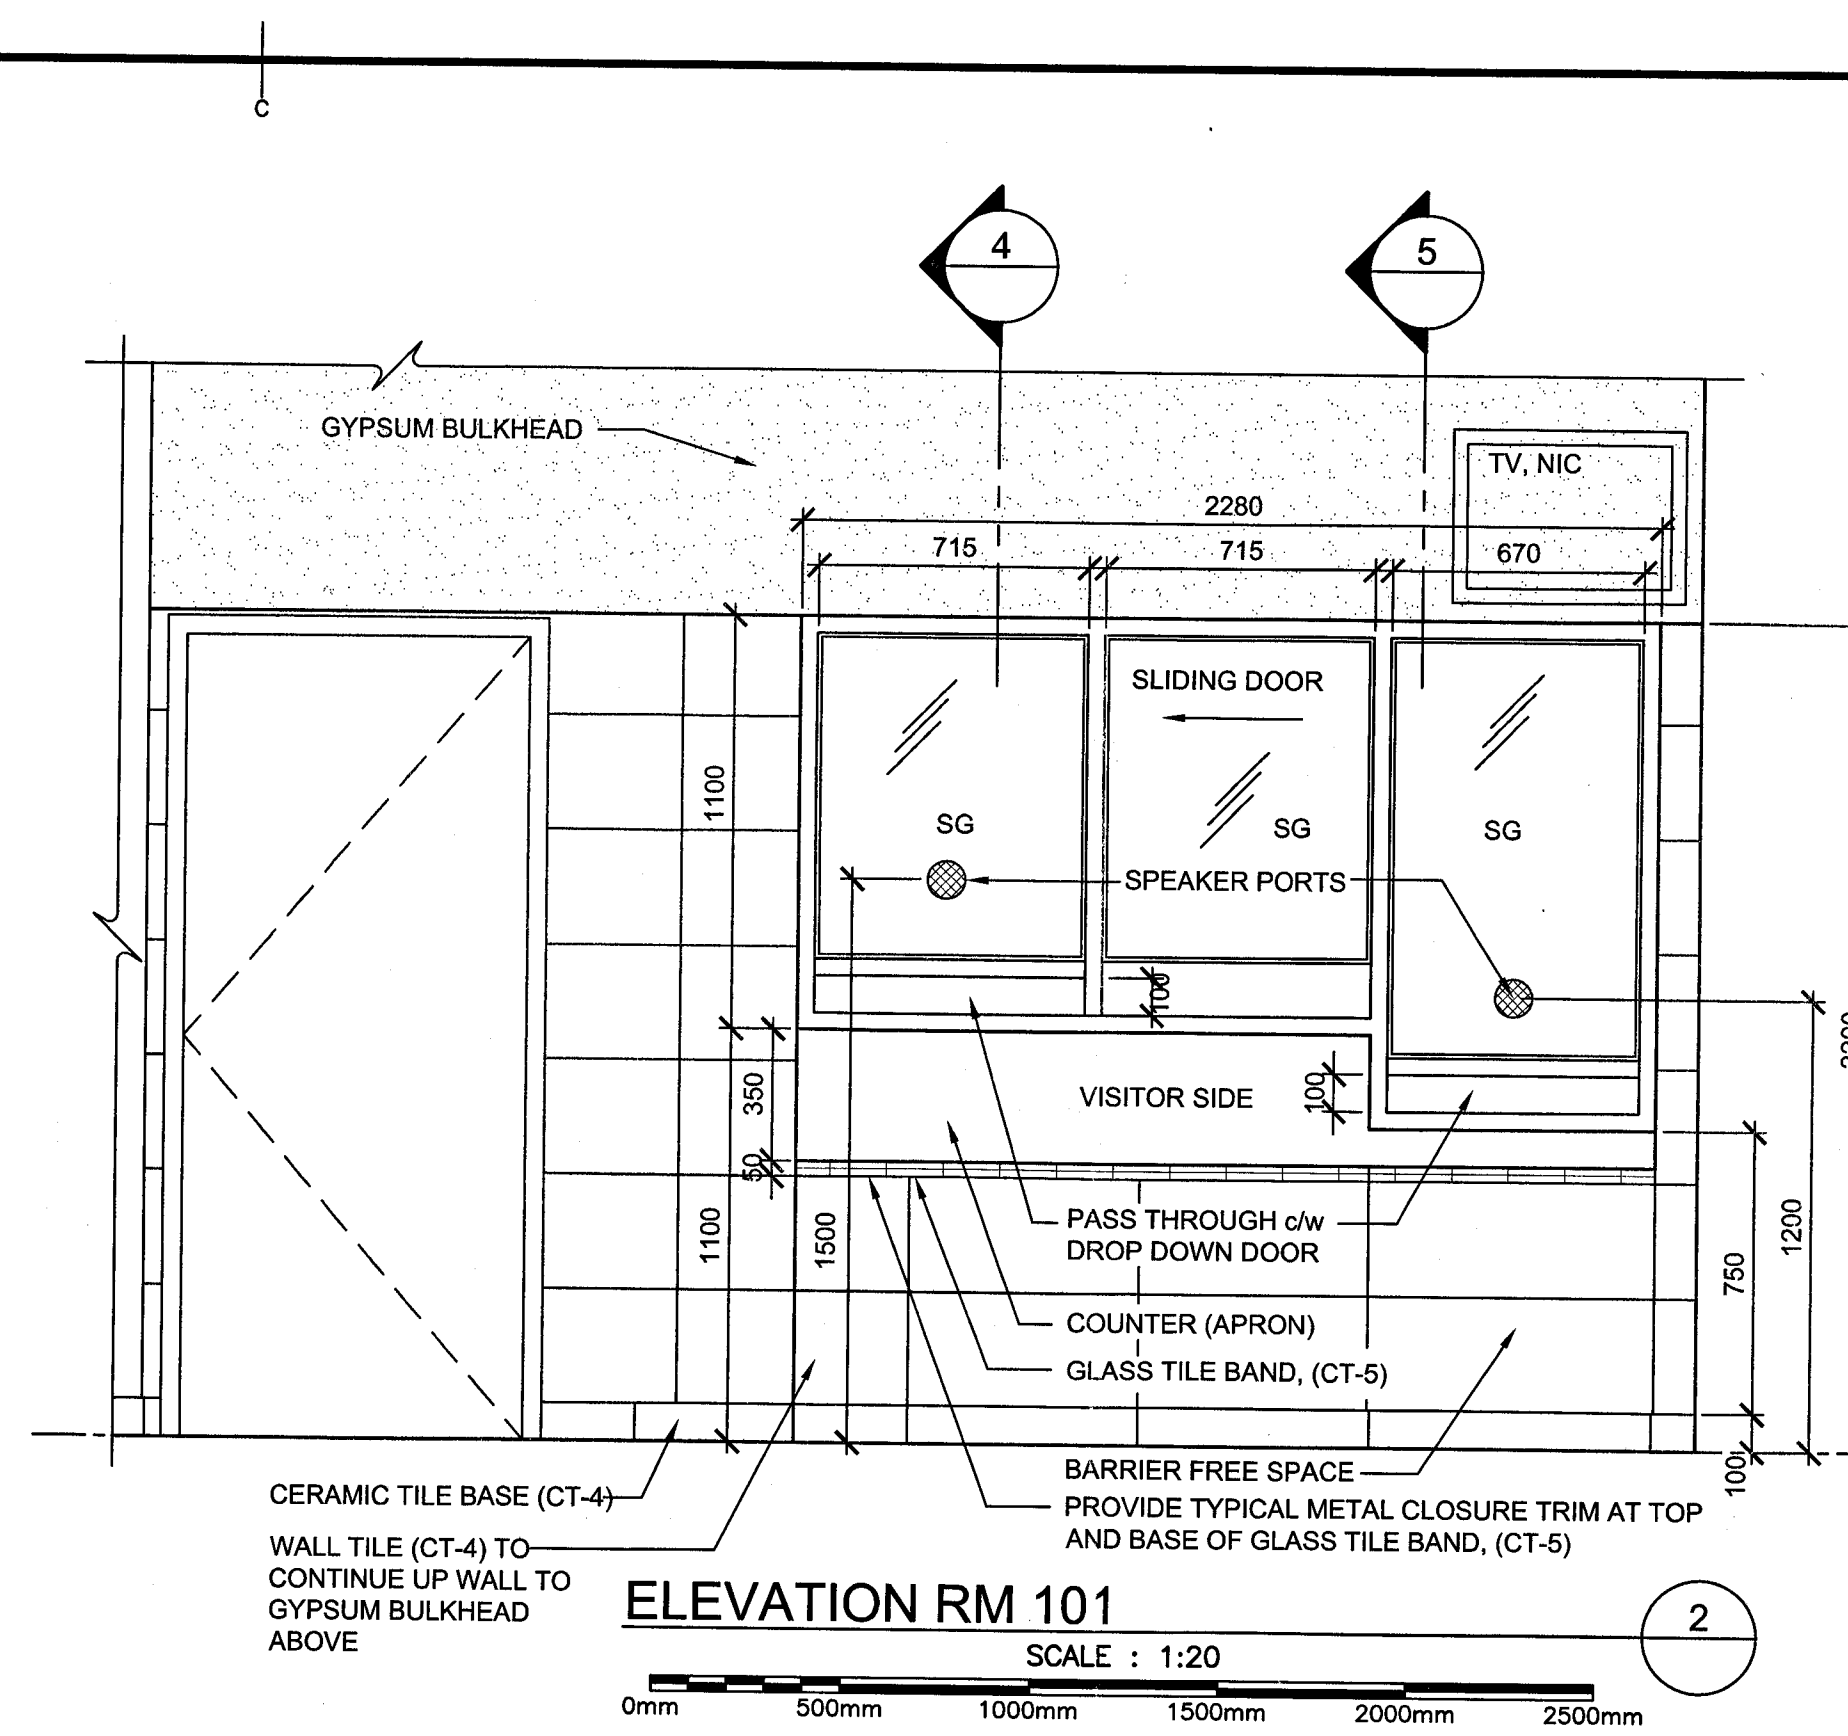 C
4
5
GYPSUM BULKHEAD
TV, NIC
2280
715
715
670
SLIDING DOOR
1100
SG
SG
SG
SPEAKER PORTS
100
350
VISITOR SIDE
100
50
1100
1500
PASS THROUGH c/w
DROP DOWN DOOR
1200
750
COUNTER (APRON)
GLASS TILE BAND, (CT-5)
BARRIER FREE SPACE
100
CERAMIC TILE BASE (CT-4)
PROVIDE TYPICAL METAL CLOSURE TRIM AT TOP
AND BASE OF GLASS TILE BAND, (CT-5)
WALL TILE (CT-4) TO
CONTINUE UP WALL TO
GYPSUM BULKHEAD
ABOVE
ELEVATION RM 101
2
SCALE : 1:20
0mm 500mm 1000mm 1500mm 2000mm 2500mm